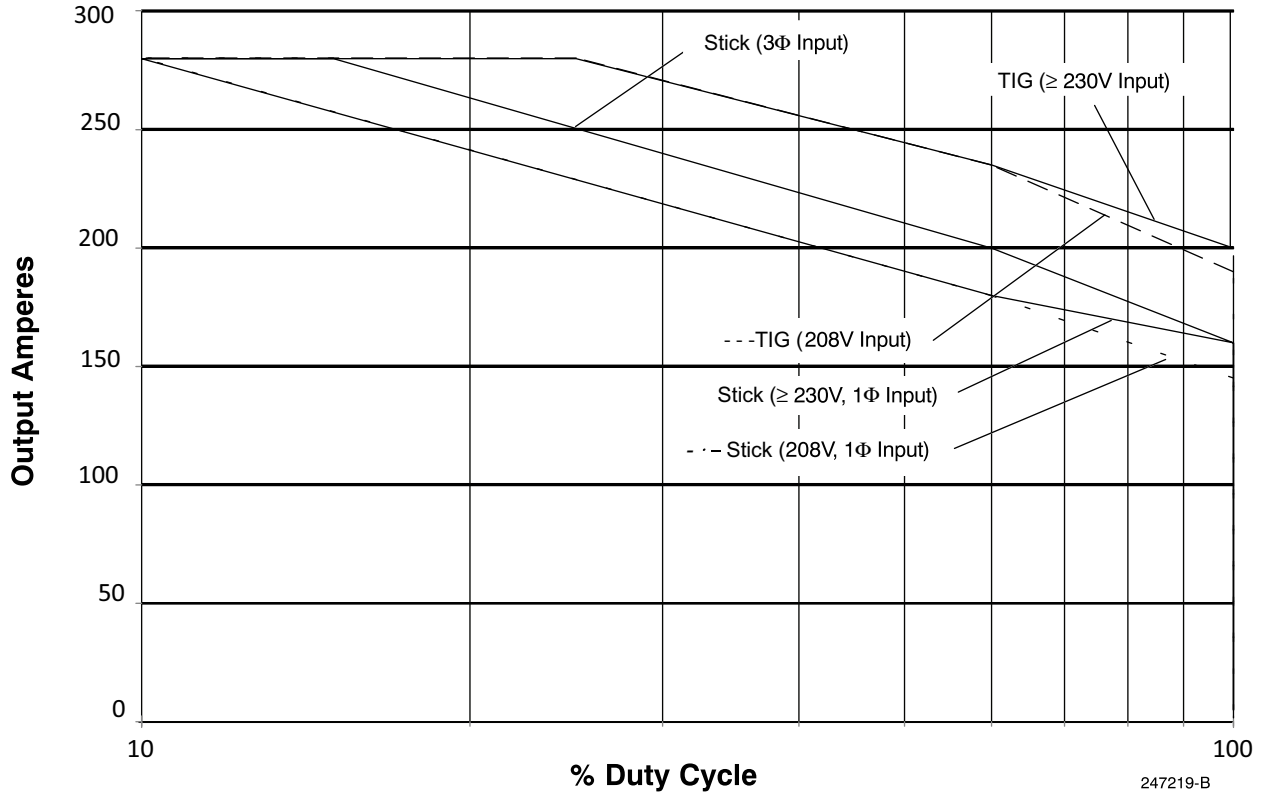 300
Stick (3Φ Input)
TIG (≥ 230V Input)
250
200
- - -TIG (208V Input)
150
Stick (≥ 230V, 1Φ Input)
- · – Stick (208V, 1Φ Input)
100
50
0
Output Amperes
10
100
% Duty Cycle
247219-B